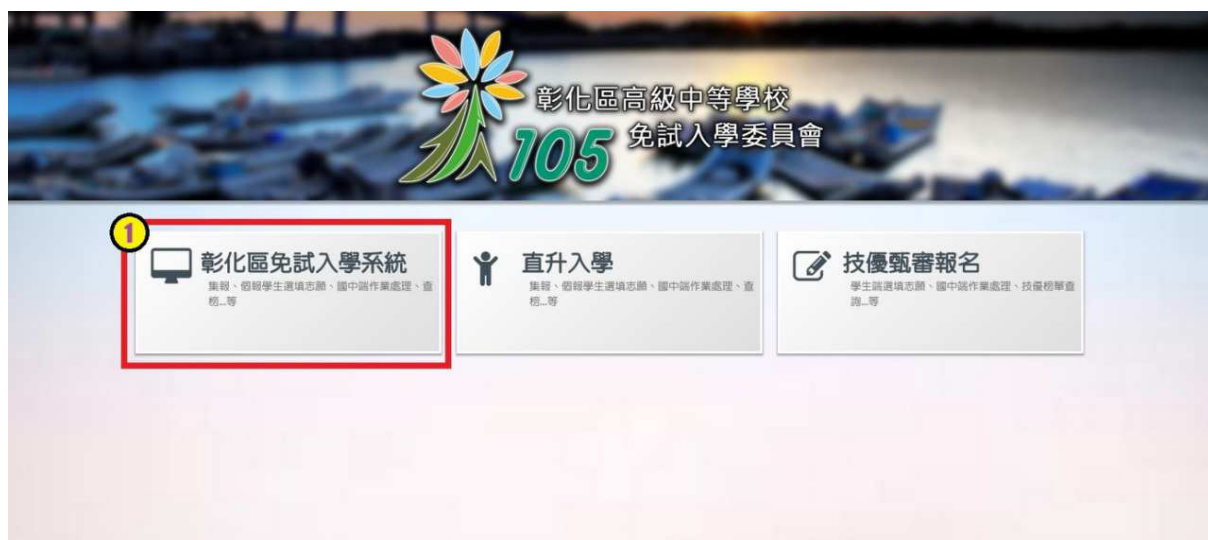 彰化區高級中等學校
105 免試入學委員會
1
彰化區免試入學系統
集報、個報學生選填志願、國中端作業處理、查
榜...等
直升入學
集報、個報學生選填志願、國中端作業處理、查
榜...等
技優甄審報名
學生端選填志願、國中端作業處理、技優榜單查
詢...等